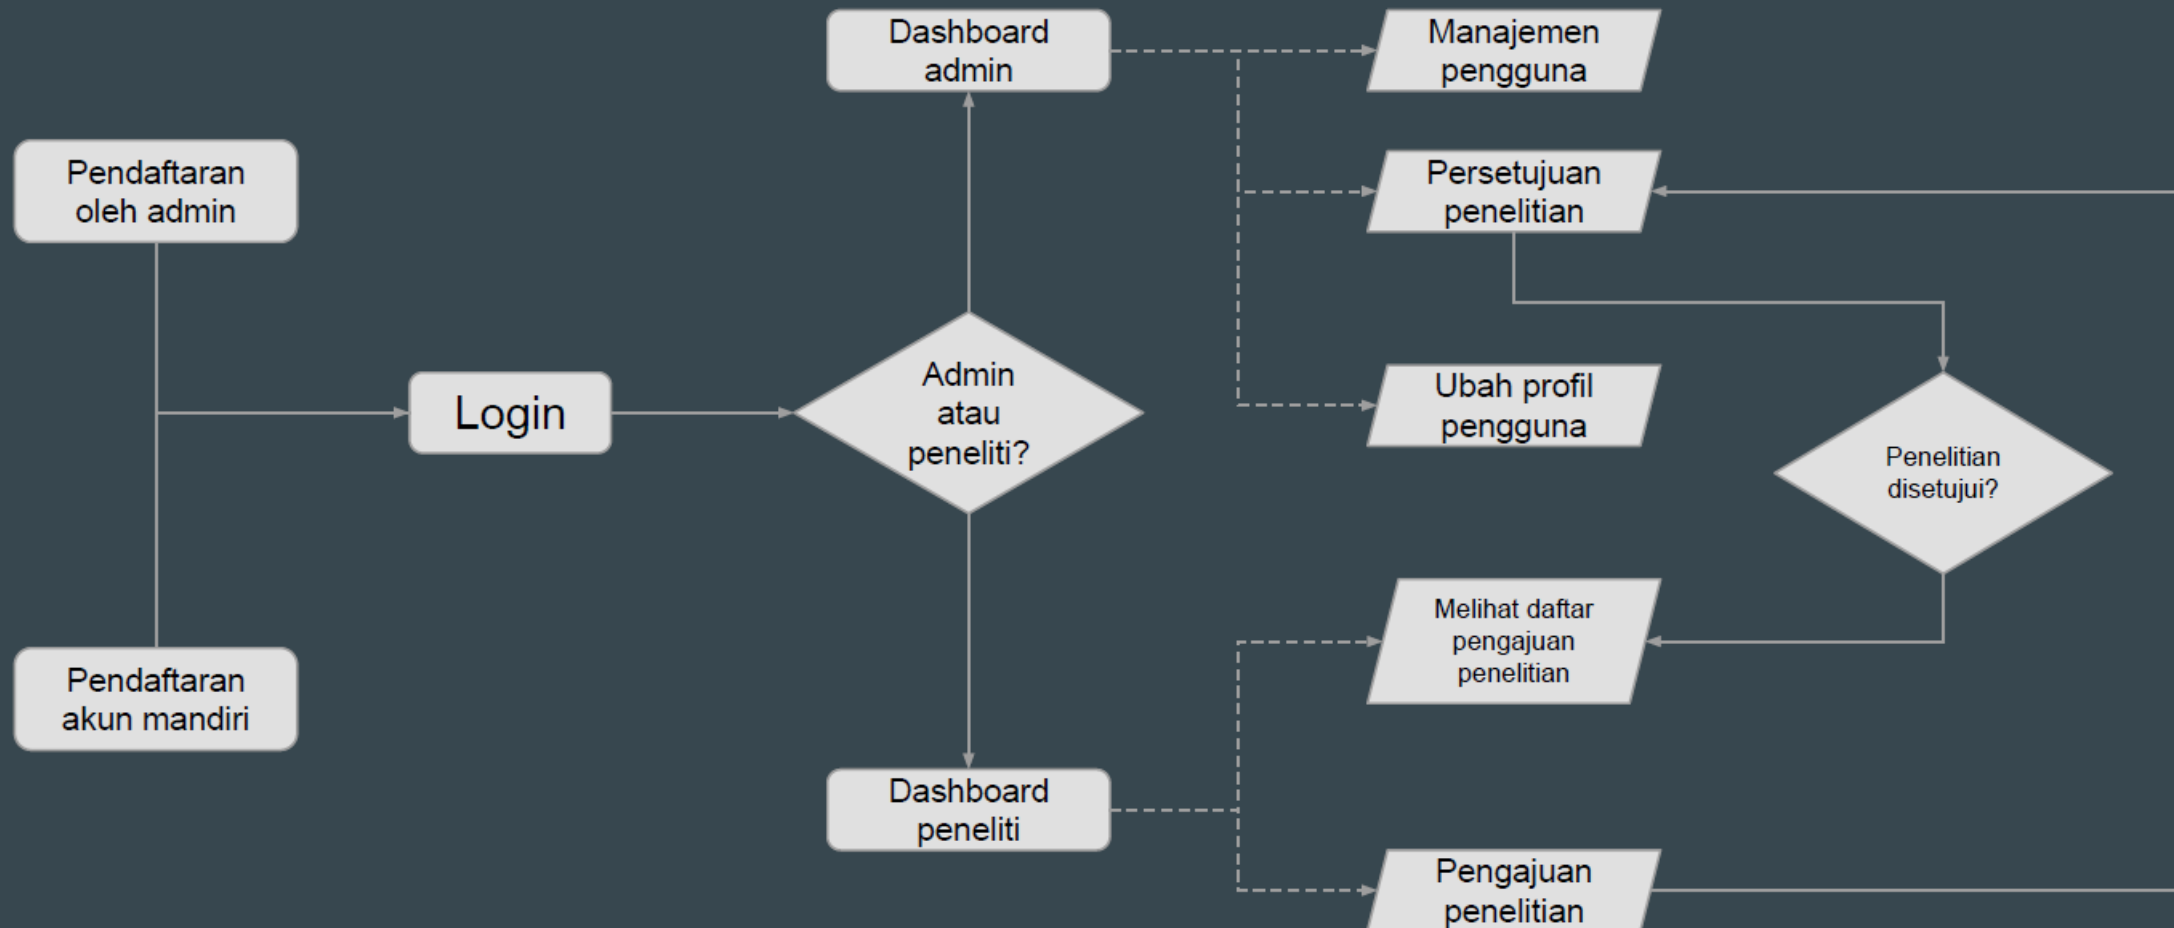 Dashboard
admin
Manajemen
pengguna
Pendaftaran
oleh admin
Persetujuan
penelitian
Login
Admin
atau
peneliti?
Ubah profil
pengguna
Penelitian
disetujui?
Melihat daftar
pengajuan
penelitian
Pendaftaran
akun mandiri
Dashboard
peneliti
Pengajuan
penelitian